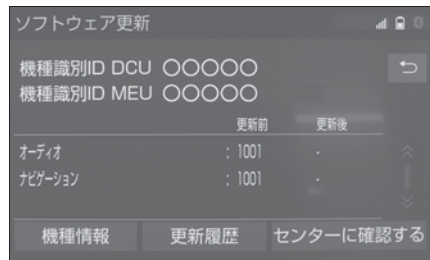 ソフトウェア更新
機種識別ID DCU ○○○○○
機種識別ID MEU ○○○○○
更新前 更新後
オーディオ : 1001 -
ナビゲーション : 1001 -
機種情報 更新履歴 センターに確認する